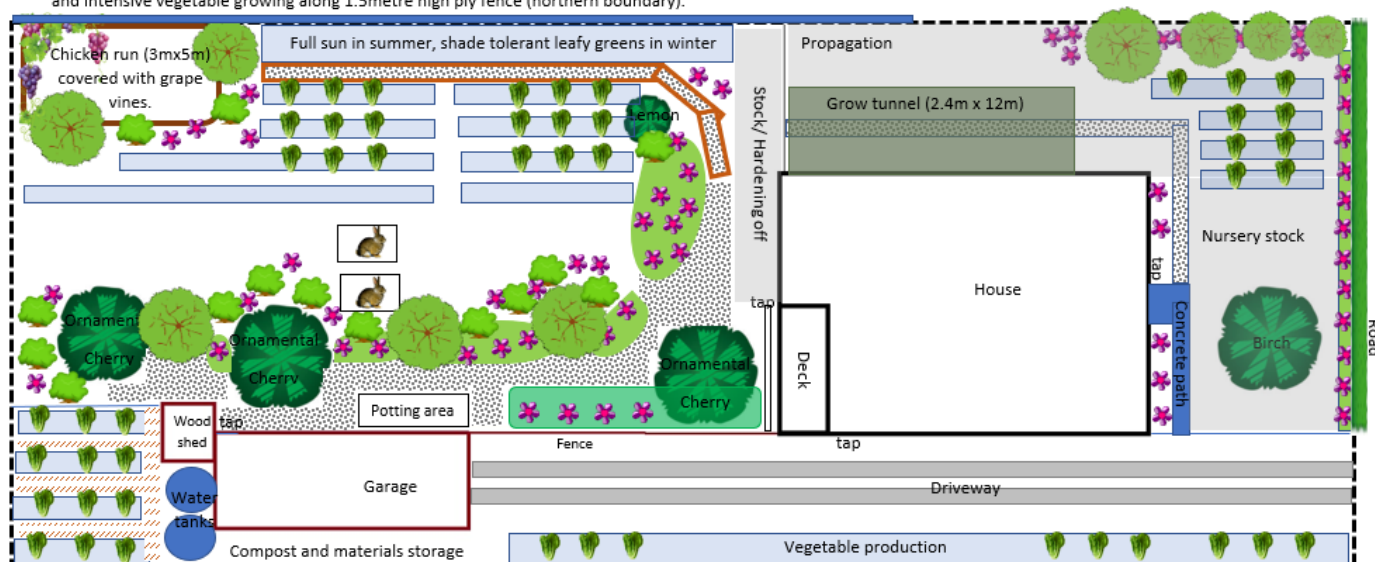 and intensive vegetable growing along 1.5metre high ply fence (northern boundary).
Chicken run (3mx5m)
covered with grape
vines.
Full sun in summer, shade tolerant leafy greens in winter
Propagation
Stock/ Hardening off
Grow tunnel (2.4m x 12m)
Lemon
Nursery stock
tap
House
tap
Concrete path
Birch
Road
Ornament
Cherry
Ornamental
Cherry
Ornamental
Cherry
Deck
Potting area
Wood
shed
tap
Fence
tap
Garage
Driveway
Water
tanks
Compost and materials storage
Vegetable production